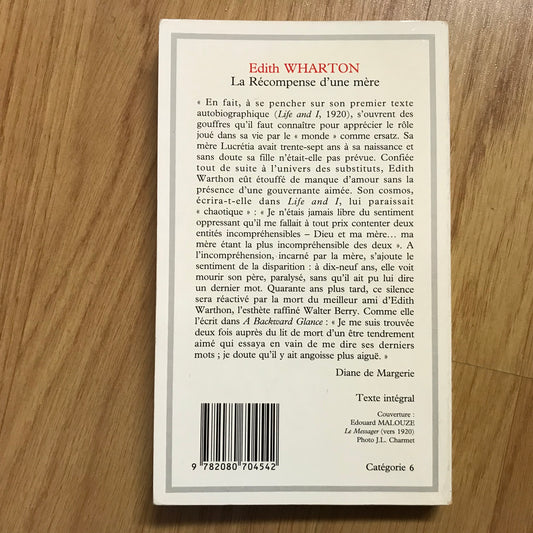 Edith WHARTON
La Récompense d'une mère
« En fait, à se pencher sur son premier texte
autobiographique (Life and I, 1920), s'ouvrent des
gouffres qu'il faut connaître pour apprécier le rôle
joué dans sa vie par le « monde » comme ersatz. Sa
mère Lucrétia avait trente-sept ans à sa naissance et
sans doute sa fille n'était-elle pas prévue. Confiée
tout de suite à l'univers des substituts, Edith
Warthon eût étouffé de manque d'amour sans la
présence d'une gouvernante aimée. Son cosmos,
écrira-t-elle dans Life and I, lui paraissait
« chaotique » : « Je n'étais jamais libre du sentiment
oppressant qu'il me fallait à tout prix contenter deux
entités incompréhensibles – Dieu et ma mère... ma
mère étant la plus incompréhensible des deux ». A
l'incompréhension, incarné par la mère, s'ajoute le
sentiment de la disparition : à dix-neuf ans, elle voit
mourir son père, paralysé, sans qu'il ait pu lui dire
un dernier mot. Quarante ans plus tard, ce silence
sera réactivé par la mort du meilleur ami d'Edith
Warthon, l'esthète raffiné Walter Berry. Comme elle
l'écrit dans A Backward Glance : « Je me suis trouvée
deux fois auprès du lit de mort d'un être tendrement
aimé qui essaya en vain de me dire ses derniers
mots ; je doute qu'il y ait angoisse plus aiguë. »
Diane de Margerie
Texte intégral
Couverture :
Edouard MALOUZE
Le Messager (vers 1920)
Photo J.L. Charmet
9 782080 704542
Catégorie 6